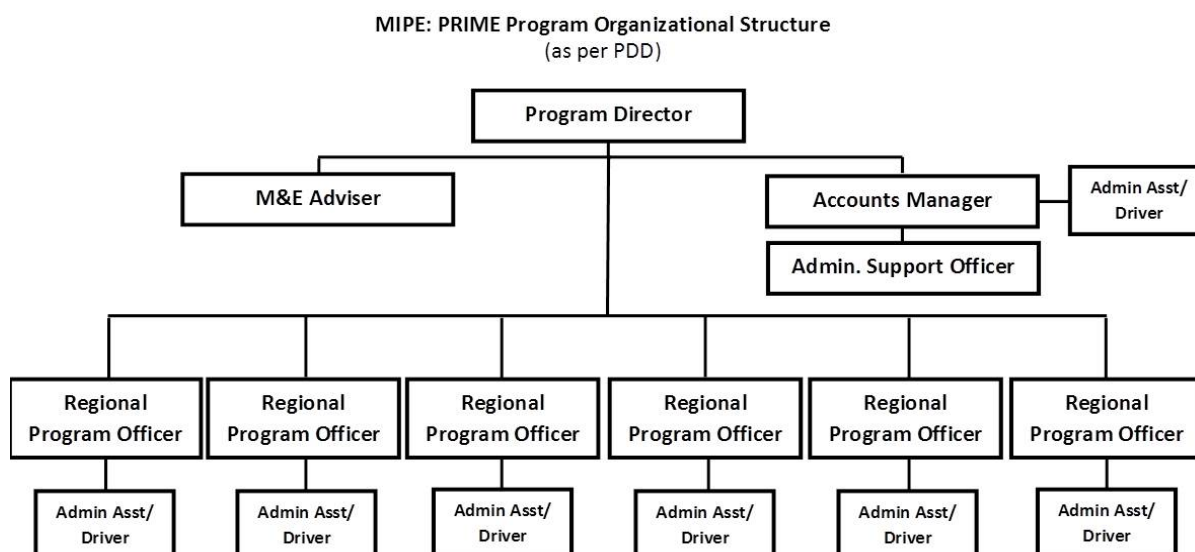 MIPE: PRIME Program Organizational Structure
(as per PDD)
Program Director
M&E Adviser
Accounts Manager
Admin Asst/
Driver
Admin. Support Officer
Regional
Program Officer
Regional
Program Officer
Regional
Program Officer
Regional
Program Officer
Regional
Program Officer
Regional
Program Officer
Admin Asst/
Driver
Admin Asst/
Driver
Admin Asst/
Driver
Admin Asst/
Driver
Admin Asst/
Driver
Admin Asst/
Driver